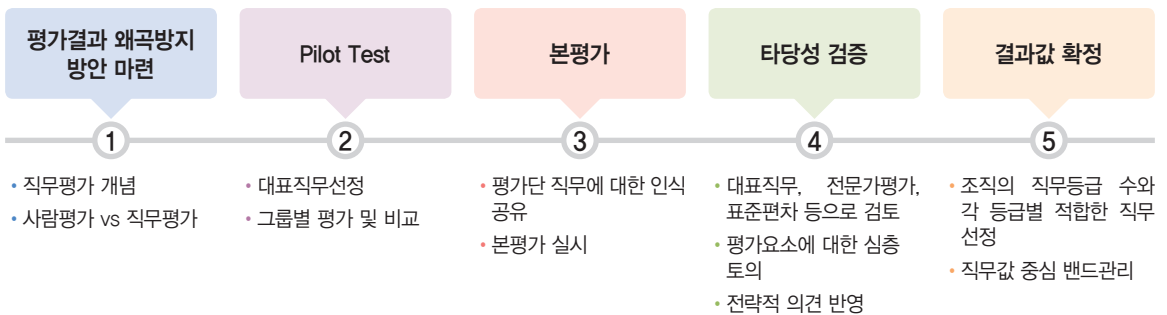 평가결과 왜곡방지
방안 마련
Pilot Test
본평가
타당성 검증
결과값 확정
1
2
3
4
5
• 직무평가 개념
• 사람평가 vs 직무평가
• 대표직무선정
• 그룹별 평가 및 비교
• 평가단 직무에 대한 인식
공유
• 본평가 실시
• 대표직무, 전문가평가,
표준편차 등으로 검토
• 평가요소에 대한 심층
토의
• 전략적 의견 반영
• 조직의 직무등급 수와
각 등급별 적합한 직무
선정
• 직무값 중심 밴드관리